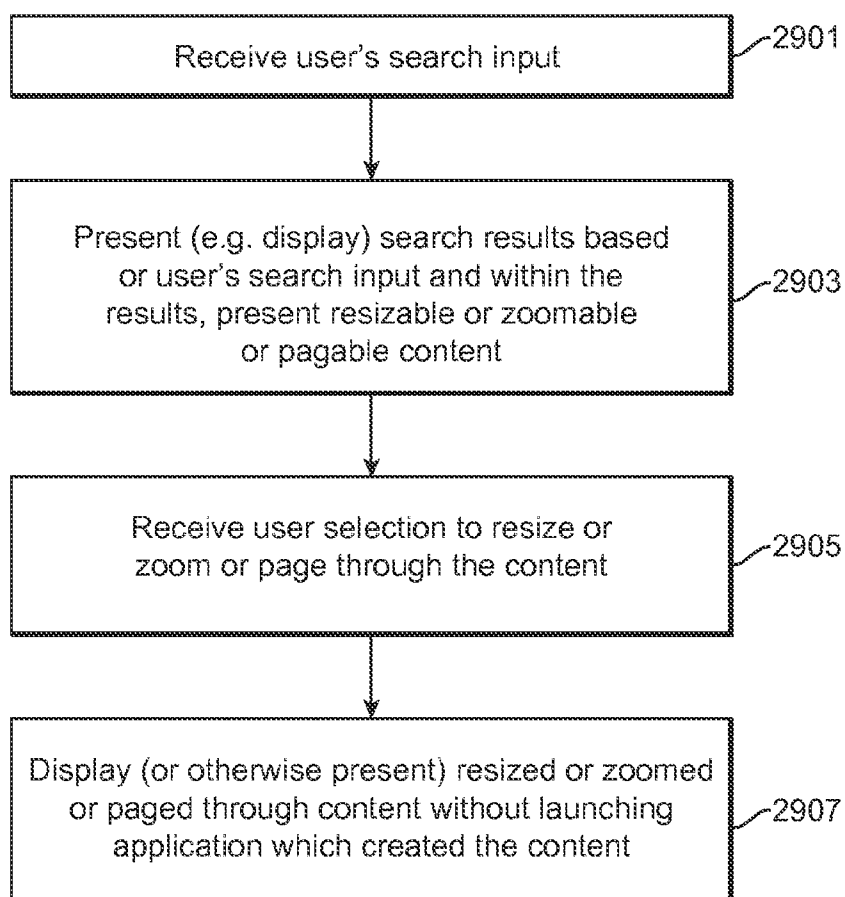 Receive user's search input
2901
Present (e.g. display) search results based
or user's search input and within the
results, present resizable or zoomable
or pagable content
2903
Receive user selection to resize or
zoom or page through the content
2905
Display (or otherwise present) resized or zoomed
or paged through content without launching
application which created the content
2907